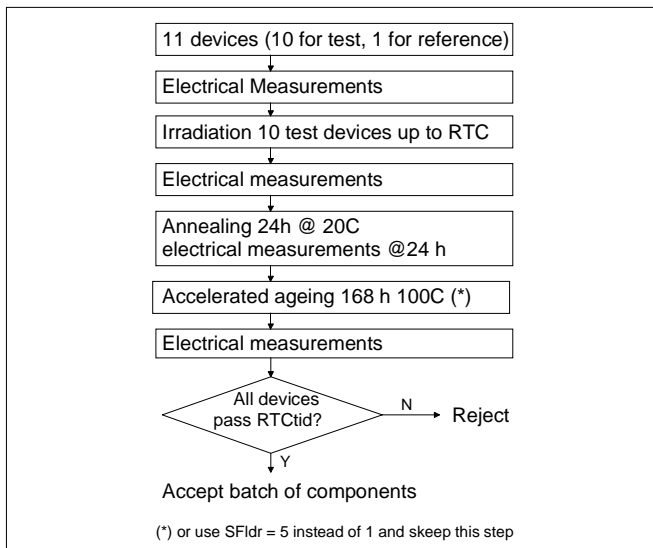 11 devices (10 for test, 1 for reference)
Electrical Measurements
Irradiation 10 test devices up to RTC
Electrical measurements
Annealing 24h @ 20C
electrical measurements @24 h
Accelerated ageing 168 h 100C (*)
Electrical measurements
All devices
pass RTCtid?
N
Reject
Y
Accept batch of components
(*) or use SFldr = 5 instead of 1 and skeep this step